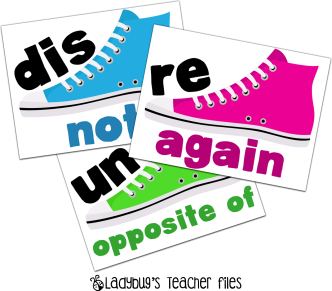 dis
not
re
again
un
opposite of
Ladybug's Teacher Files